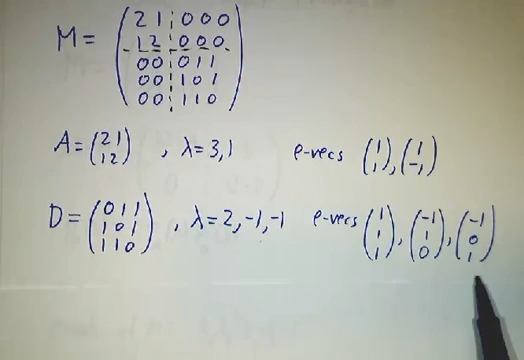 M = ( 2 1 ¦ 0 0 0
1 2 ¦ 0 0 0
0 0 ¦ 0 1 1
0 0 ¦ 1 0 1
0 0 ¦ 1 1 0 )
A = ( 2 1 ; 1 2 ) , λ = 3, 1 e-vecs ( 1 ; 1 ), ( 1 ; -1 )
D = ( 0 1 1 ; 1 0 1 ; 1 1 0 ) , λ = 2, -1, -1 e-vecs ( 1 ; 1 ; 1 ), ( -1 ; 1 ; 0 ), ( -1 ; 0 ; 1 )